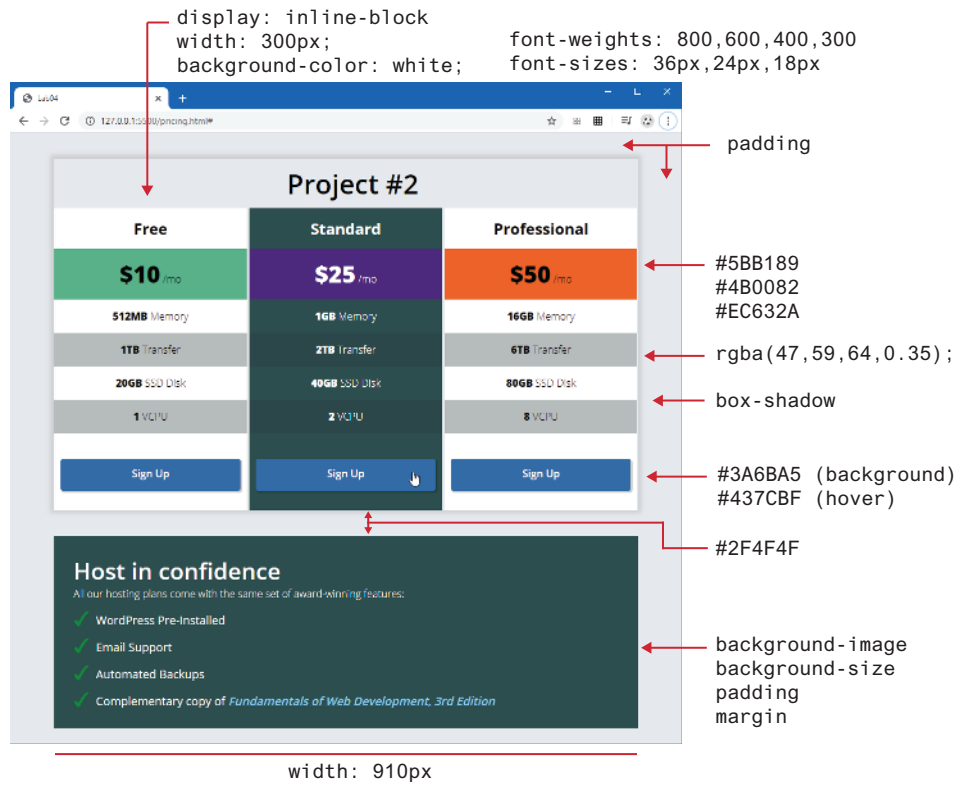 display: inline-block
width: 300px;
background-color: white;
font-weights: 800,600,400,300
font-sizes: 36px,24px,18px
Lab04
127.0.0.1:5500/pricing.html#
padding
Project #2
Free
Standard
Professional
$10 /mo
$25 /mo
$50 /mo
#5BB189
#4B0082
#EC632A
512MB Memory
1GB Memory
16GB Memory
1TB Transfer
2TB Transfer
6TB Transfer
rgba(47,59,64,0.35);
20GB SSD Disk
40GB SSD Disk
80GB SSD Disk
box-shadow
1 vCPU
2 vCPU
8 vCPU
Sign Up
Sign Up
Sign Up
#3A6BA5 (background)
#437CBF (hover)
#2F4F4F
Host in confidence
All our hosting plans come with the same set of award-winning features:
WordPress Pre-Installed
Email Support
Automated Backups
Complementary copy of Fundamentals of Web Development, 3rd Edition
background-image
background-size
padding
margin
width: 910px